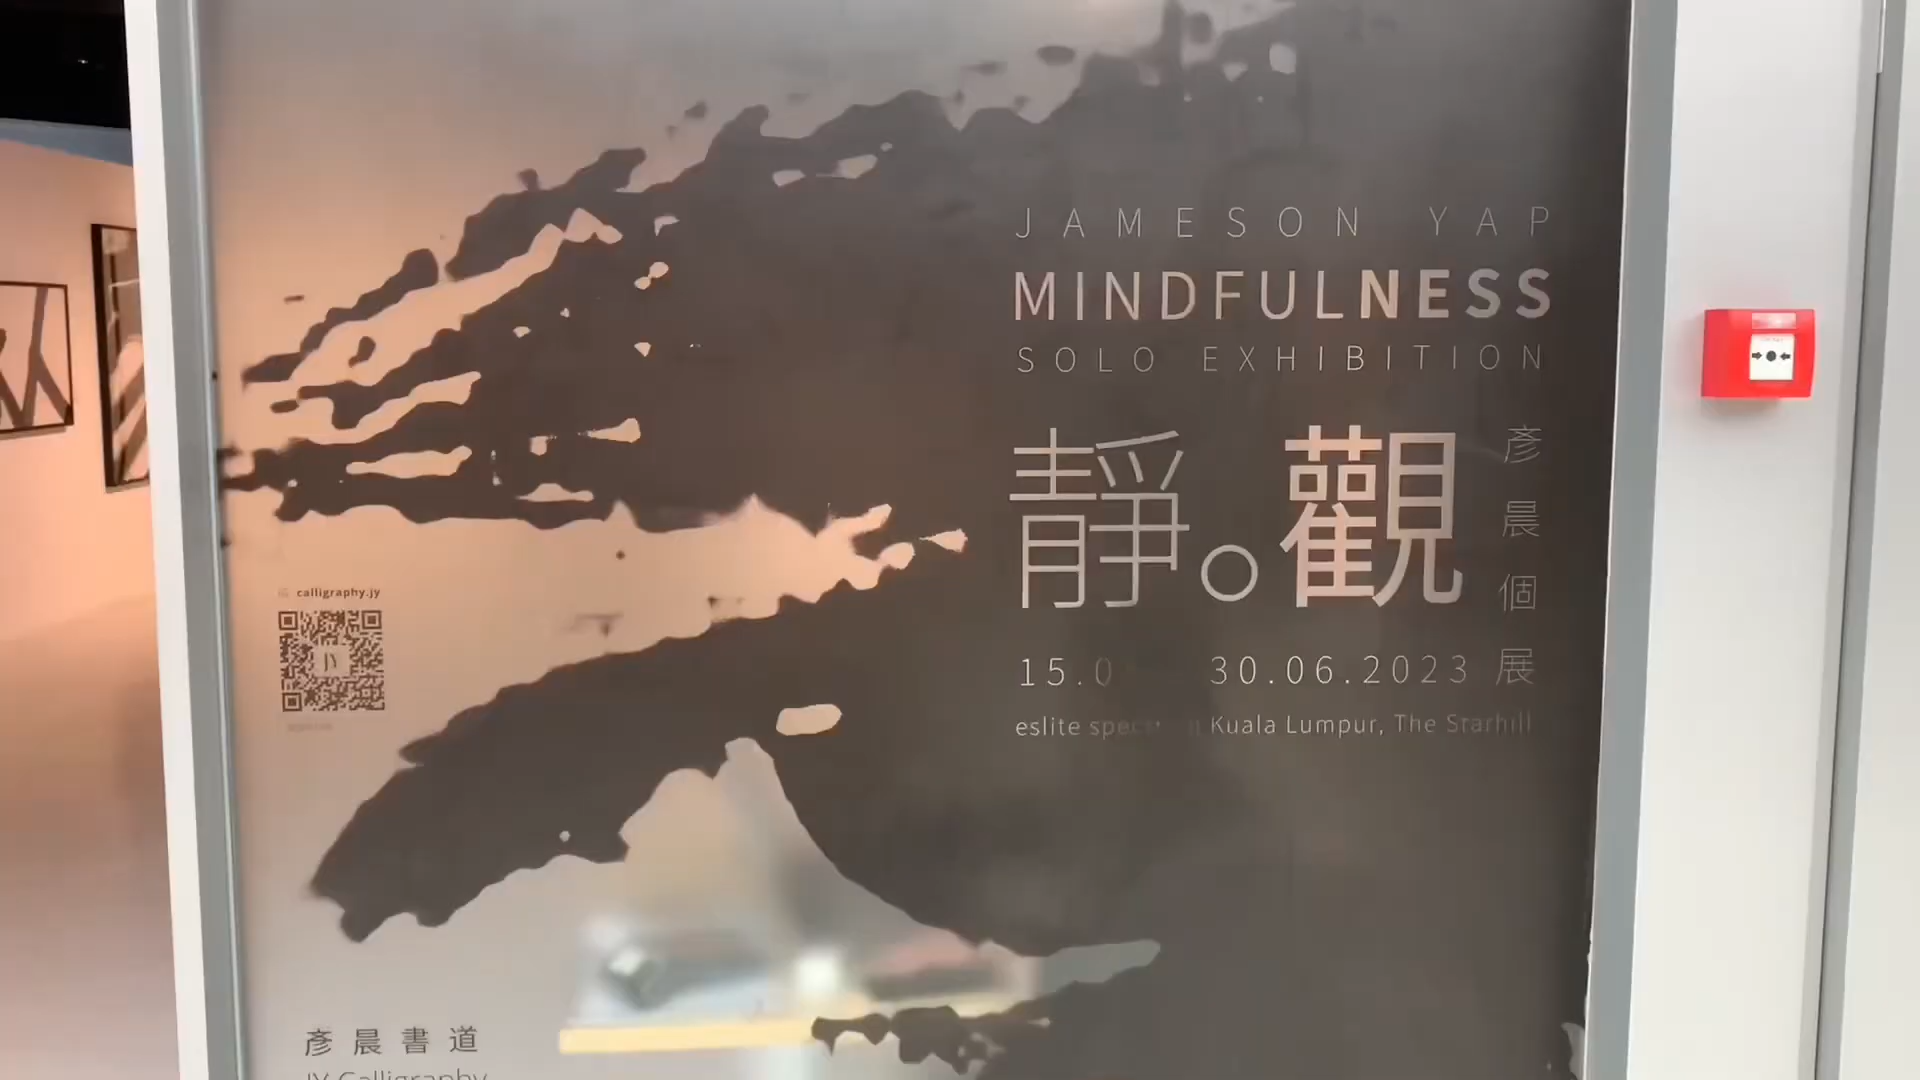 JAMESON YAP
MINDFULNESS
SOLO EXHIBITION
靜。觀
彥晨個展
15.0 30.06.2023
eslite Kuala Lumpur, The Starhill
calligraphy.jy
彥晨書道
JY Calligraphy